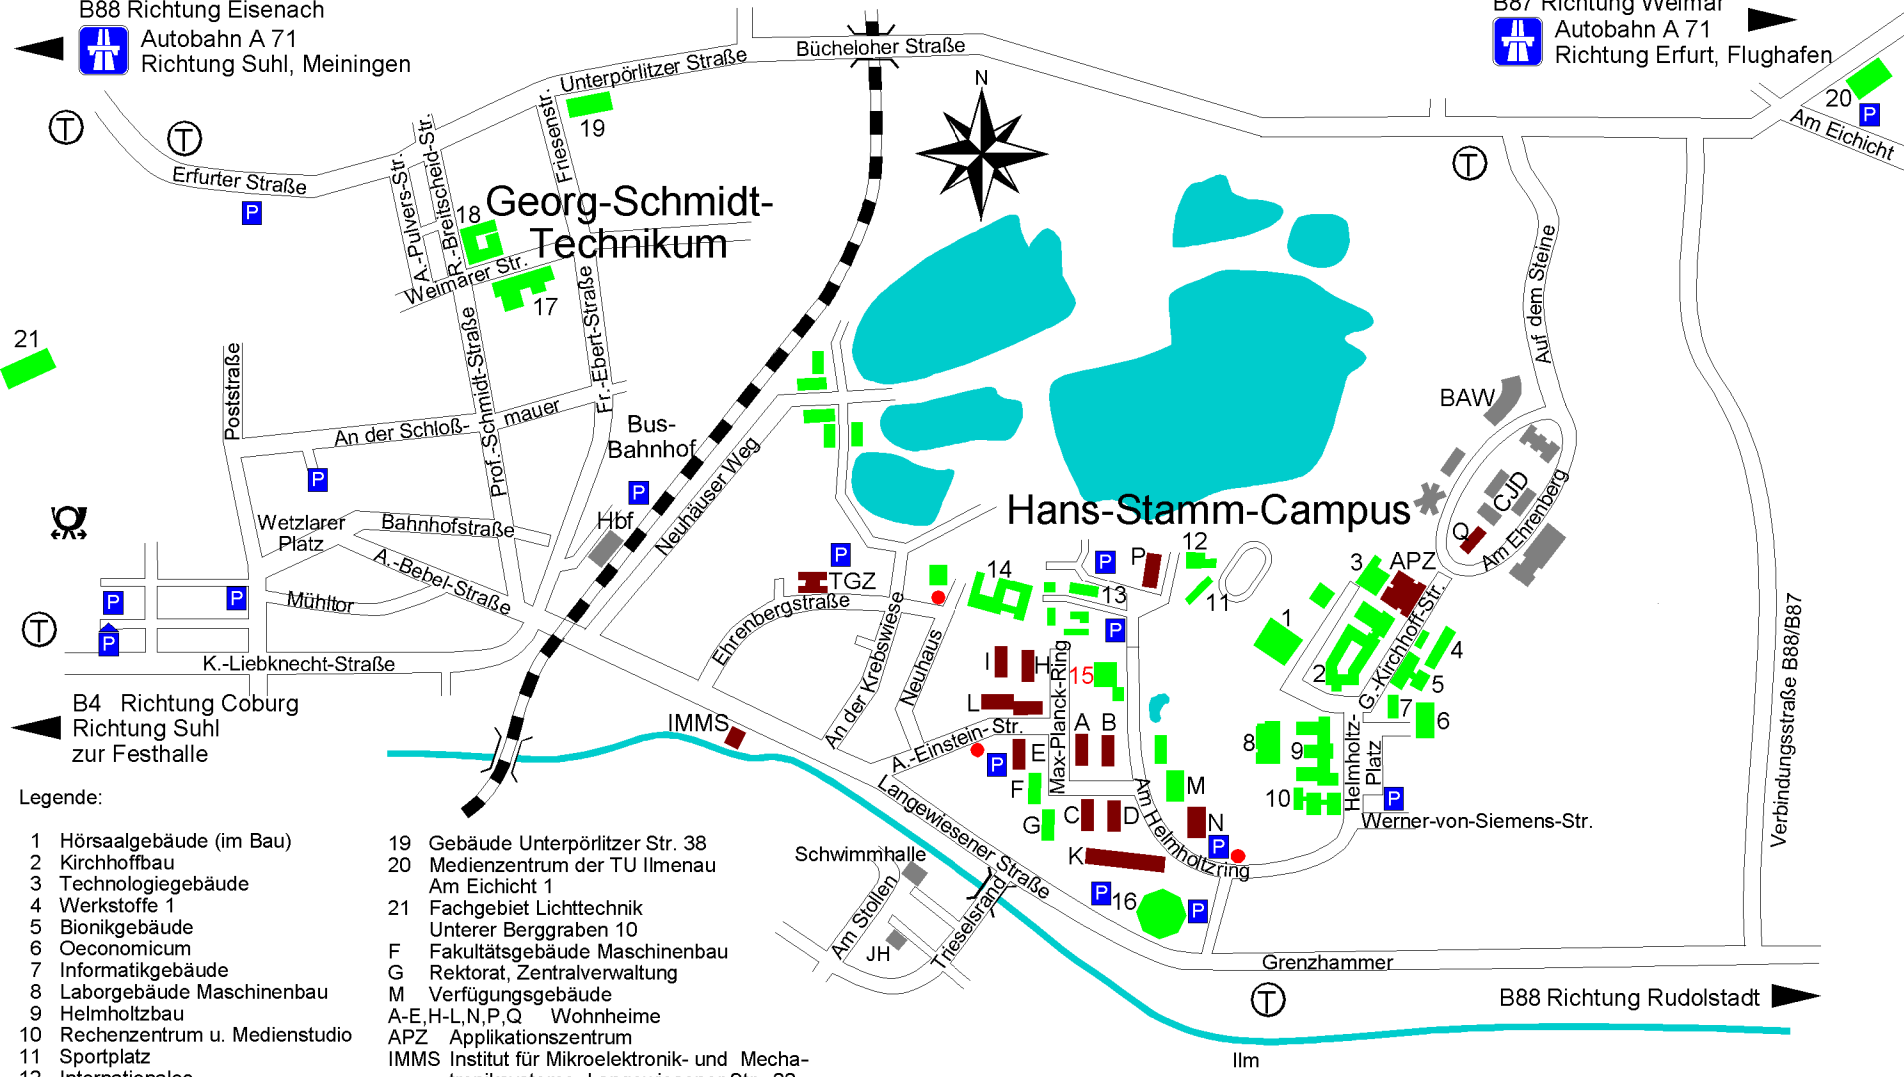 B88 Richtung Eisenach
Autobahn A 71
Richtung Suhl, Meiningen
B87 Richtung Weimar
Autobahn A 71
Richtung Erfurt, Flughafen
Unterpörlitzer Straße
Bücheloher Straße
N
T
T
T
Erfurter Straße
P
A.-Pulvers-Str.
R.-Breitscheid-Str.
Friesenstr.
19
20
P
Am Eichicht
18
Georg-Schmidt-
Technikum
Weimarer Str.
17
21
Poststraße
Prof.-Schmidt-Straße
Fr.-Ebert-Straße
Auf dem Steine
An der Schloß-
mauer
Bus-
Bahnhof
P
P
Hbf
Neuhäuser Weg
BAW
CJD
Q
Am Ehrenberg
Hans-Stamm-Campus
Wetzlarer
Platz
Bahnhofstraße
A.-Bebel-Straße
Mühltor
P
P
P
T
K.-Liebknecht-Straße
P
TGZ
Ehrenbergstraße
An der Krebswiese
Neuhaus
14
P
P
12
13
11
P
3
APZ
1
2
G.-Kirchhoff-Str.
4
5
7
6
I
H
15
Max-Planck-Ring
L
A
B
B4 Richtung Coburg
Richtung Suhl
zur Festhalle
IMMS
A.-Einstein-Str.
P
E
F
G
C
D
K
M
N
P
Am Helmholtzring
8
9
10
Helmholtz-
Platz
P
Werner-von-Siemens-Str.
Verbindungsstraße B88/B87
Langewiesener Straße
P
16
P
Schwimmhalle
Am Stollen
JH
Trieselsrand
Grenzhammer
T
B88 Richtung Rudolstadt
Ilm
Legende:
1 Hörsaalgebäude (im Bau)
2 Kirchhoffbau
3 Technologiegebäude
4 Werkstoffe 1
5 Bionikgebäude
6 Oeconomicum
7 Informatikgebäude
8 Laborgebäude Maschinenbau
9 Helmholtzbau
10 Rechenzentrum u. Medienstudio
11 Sportplatz
12 Internationales
19 Gebäude Unterpörlitzer Str. 38
20 Medienzentrum der TU Ilmenau
Am Eichicht 1
21 Fachgebiet Lichttechnik
Unterer Berggraben 10
F Fakultätsgebäude Maschinenbau
G Rektorat, Zentralverwaltung
M Verfügungsgebäude
A-E,H-L,N,P,Q Wohnheime
APZ Applikationszentrum
IMMS Institut für Mikroelektronik- und Mecha-